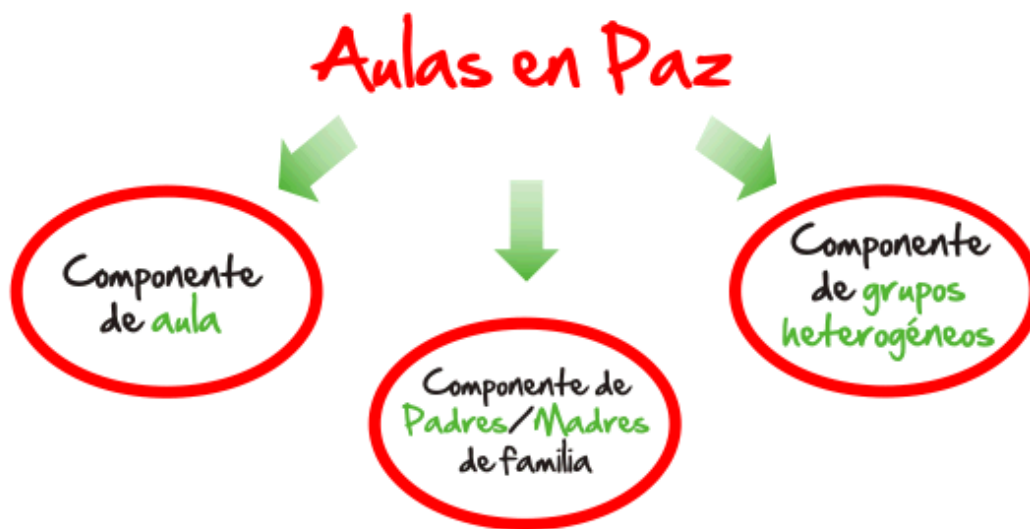 Aulas en Paz
Componente
de aula
Componente de
Padres/Madres
de familia
Componente
de grupos
heterogéneos